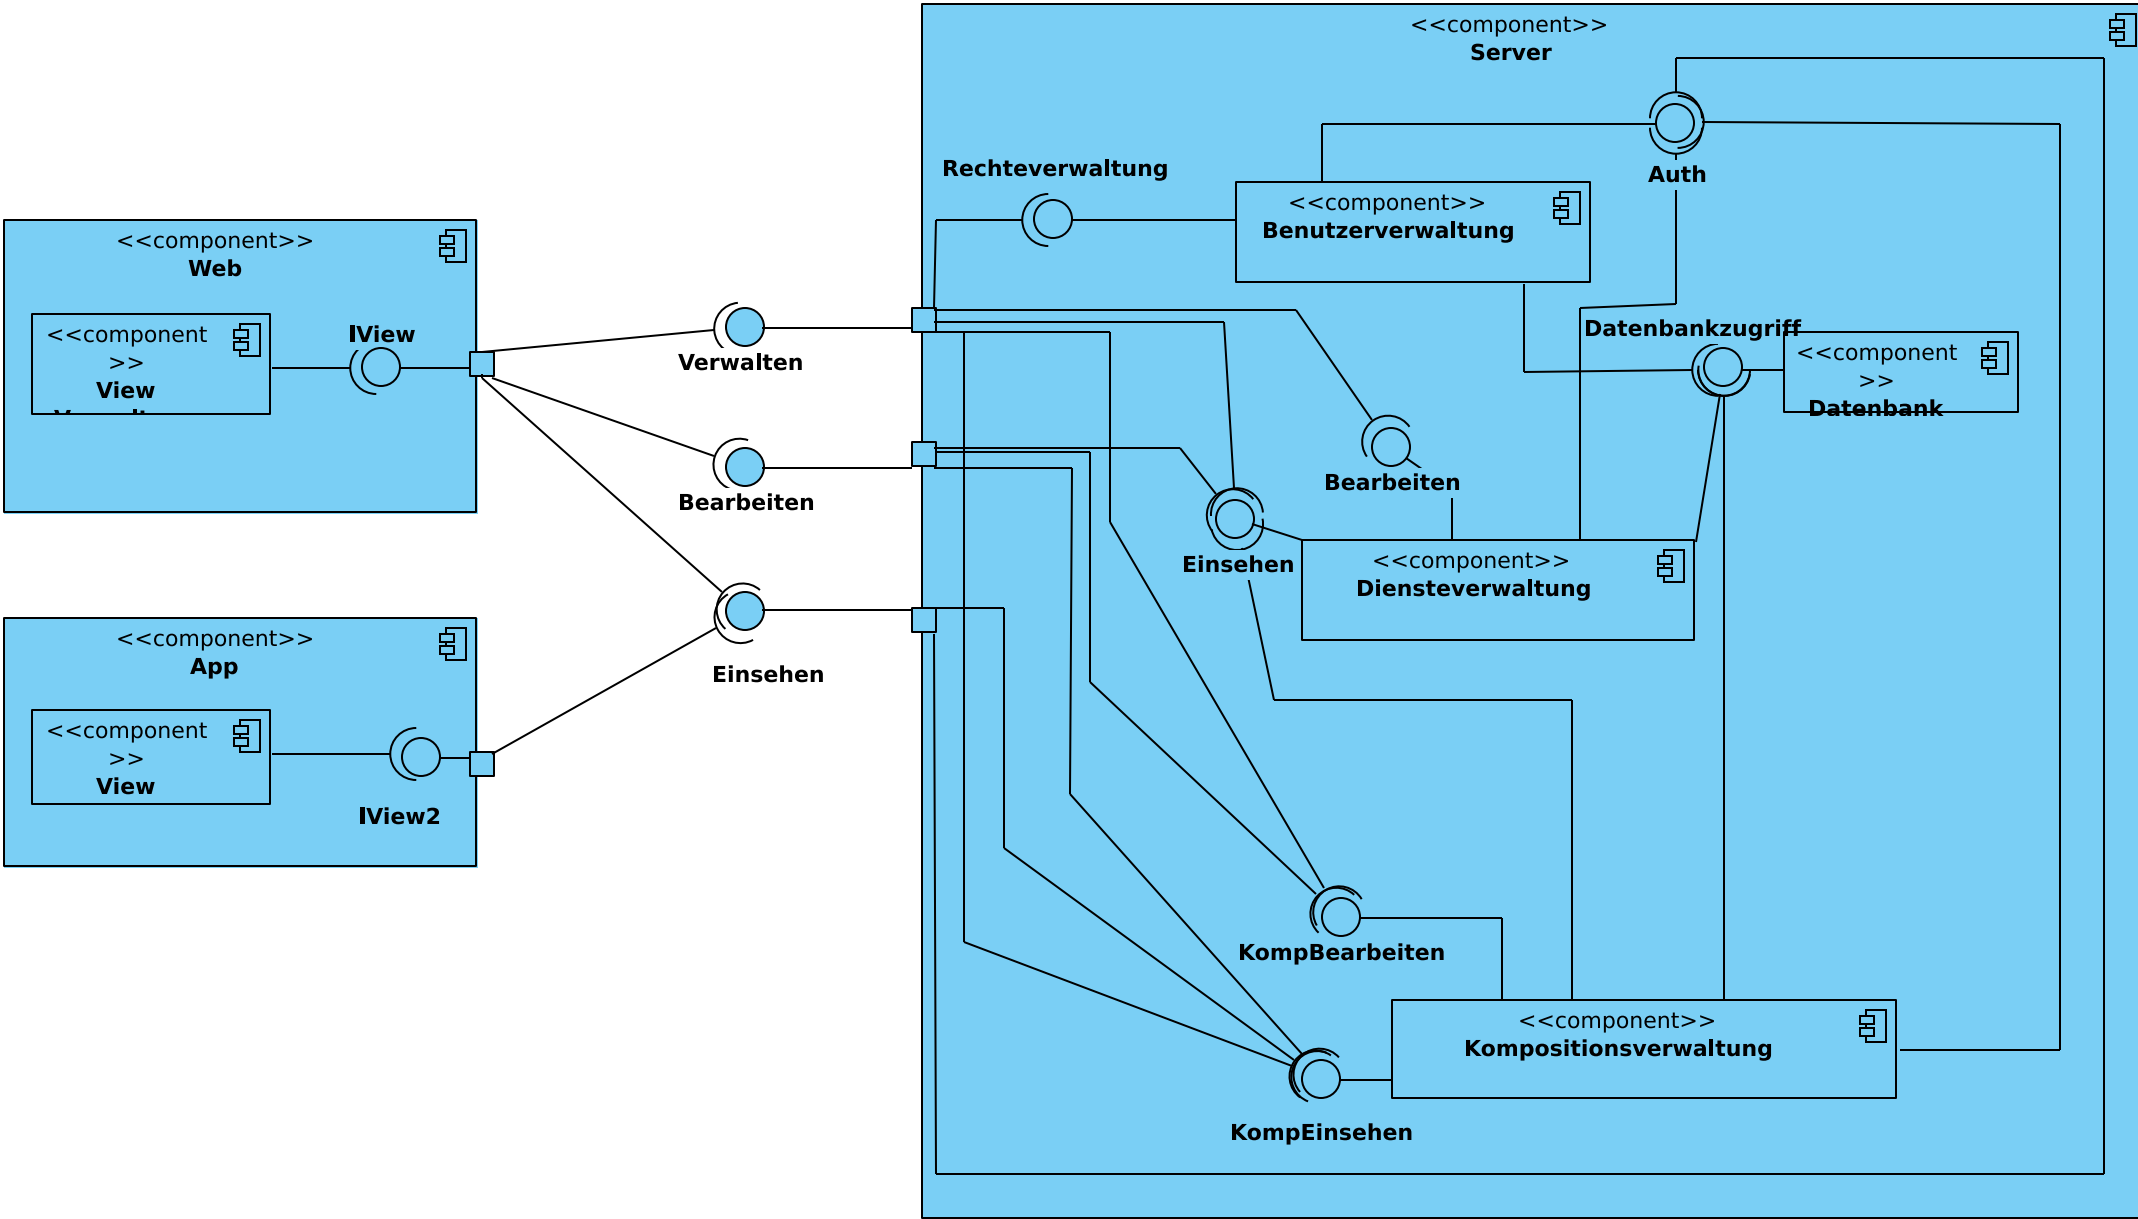 <<component>>
Server
Auth
Rechteverwaltung
<<component>>
Benutzerverwaltung
<<component>>
Web
<<component
>>
View
IView
Verwalten
Datenbankzugriff
<<component
>>
Datenbank
Bearbeiten
Bearbeiten
Einsehen
<<component>>
Diensteverwaltung
<<component>>
App
Einsehen
<<component
>>
View
IView2
KompBearbeiten
<<component>>
Kompositionsverwaltung
KompEinsehen